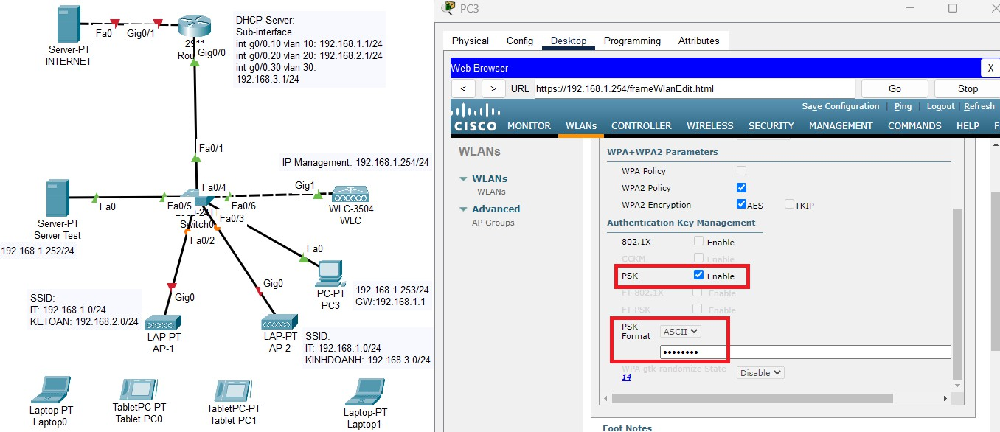 DHCP Server:
Sub-interface
int g0/0.10 vlan 10: 192.168.1.1/24
int g0/0.20 vlan 20: 192.168.2.1/24
int g0/0.30 vlan 30:
192.168.3.1/24
Fa0
Gig0/1
Server-PT
INTERNET
2911
Rou
Gig0/0
Fa0/1
IP Management: 192.168.1.254/24
Fa0/4
Gig1
Fa0
Fa0/5
Fa0/6
WLC-3504
WLC
Server-PT
Server Test
Switch0
Fa0/3
Fa0/2
192.168.1.252/24
Fa0
PC-PT
PC3
192.168.1.253/24
GW:192.168.1.1
SSID:
IT: 192.168.1.0/24
KETOAN: 192.168.2.0/24
Gig0
Gig0
LAP-PT
AP-1
LAP-PT
AP-2
SSID:
IT: 192.168.1.0/24
KINHDOANH: 192.168.3.0/24
Laptop-PT
Laptop0
TabletPC-PT
Tablet PC0
TabletPC-PT
Tablet PC1
Laptop-PT
Laptop1
PC3
Physical Config Desktop Programming Attributes
Web Browser X
< > URL https://192.168.1.254/frameWlanEdit.html Go Stop
Save Configuration Ping Logout Refresh
CISCO MONITOR WLANs CONTROLLER WIRELESS SECURITY MANAGEMENT COMMANDS HELP F
WLANs
WLANs
WLANs
Advanced
AP Groups
WPA+WPA2 Parameters
WPA Policy
WPA2 Policy
WPA2 Encryption AES TKIP
Authentication Key Management
802.1X Enable
CCKM Enable
PSK Enable
FT 802.1X Enable
FT PSK Enable
PSK
Format ASCII
••••••••
WPA gtk-randomize State
14 Disable
Foot Notes